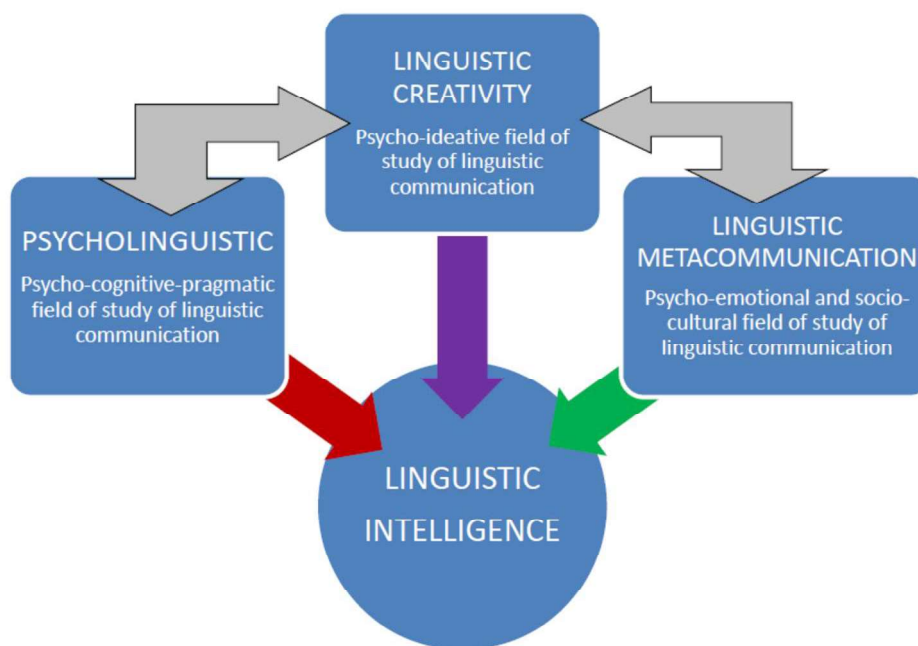 LINGUISTIC
CREATIVITY
Psycho-ideative field of
study of linguistic
communication
PSYCHOLINGUISTIC
Psycho-cognitive-pragmatic
field of study of linguistic
communication
LINGUISTIC
METACOMMUNICATION
Psycho-emotional and socio-
cultural field of study of
linguistic communication
LINGUISTIC
INTELLIGENCE